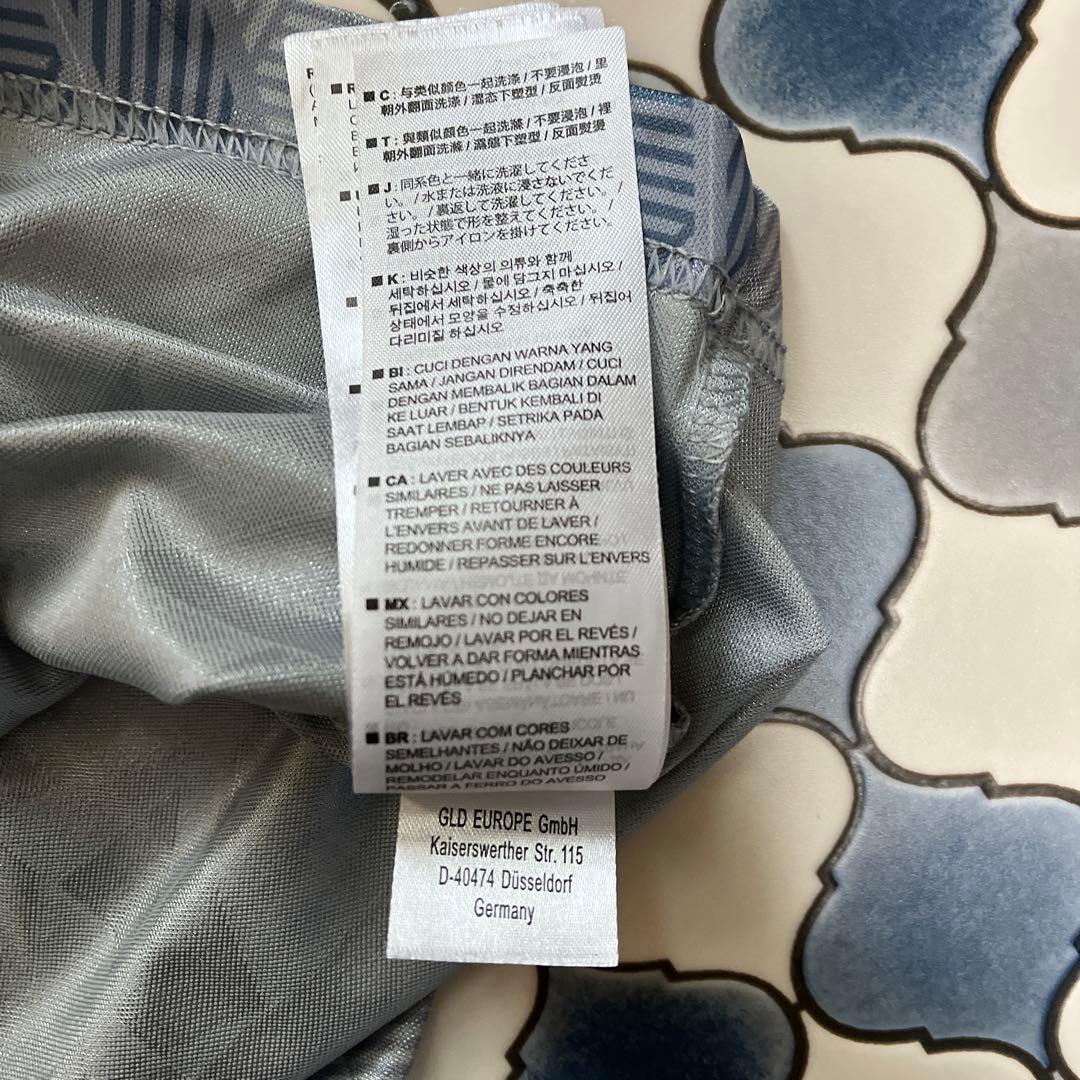 ■ C : 与类似颜色一起洗涤 / 不要浸泡 / 里
朝外翻面洗涤 / 湿态下塑型 / 反面熨烫
■ T : 與類似顏色一起洗滌 / 不要浸泡 / 裡
朝外翻面洗滌 / 濕態下塑型 / 反面熨燙
■ J : 同系色と一緒に洗濯してくださ
い。 / 水または洗液に浸さないでくだ
さい。 / 裏返して洗濯してください。 /
湿った状態で形を整えてください。 /
裏側からアイロンを掛けてください。
■ K : 비슷한 색상의 의류와 함께
세탁하십시오 / 물에 담그지 마십시오 /
뒤집에서 세탁하십시오 / 축축한
상태에서 모양을 수정하십시오 / 뒤집어
다리미질 하십시오
■ BI : CUCI DENGAN WARNA YANG
SAMA / JANGAN DIRENDAM / CUCI
DENGAN MEMBALIK BAGIAN DALAM
KE LUAR / BENTUK KEMBALI DI
SAAT LEMBAP / SETRIKA PADA
BAGIAN SEBALIKNYA
■ CA : LAVER AVEC DES COULEURS
SIMILAIRES / NE PAS LAISSER
TREMPER / RETOURNER À
L'ENVERS AVANT DE LAVER /
REDONNER FORME ENCORE
HUMIDE / REPASSER SUR L'ENVERS
■ MX : LAVAR CON COLORES
SIMILARES / NO DEJAR EN
REMOJO / LAVAR POR EL REVÉS /
VOLVER A DAR FORMA MIENTRAS
ESTÁ HÚMEDO / PLANCHAR POR
EL REVÉS
■ BR : LAVAR COM CORES
SEMELHANTES / NÃO DEIXAR DE
MOLHO / LAVAR DO AVESSO /
REMODELAR ENQUANTO ÚMIDO /
PASSAR A FERRO DO AVESSO
GLD EUROPE GmbH
Kaiserswerther Str. 115
D-40474 Düsseldorf
Germany